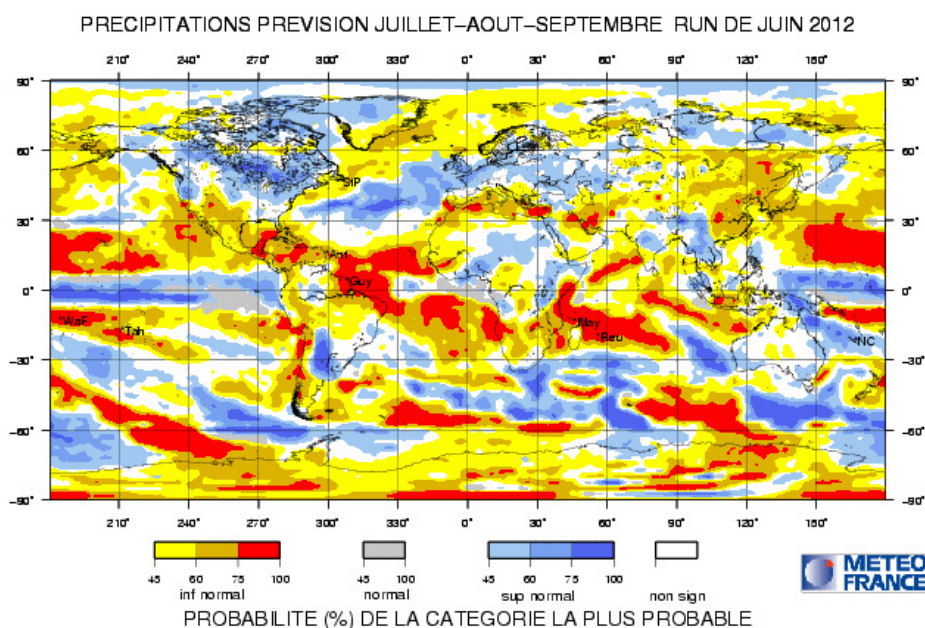 PRECIPITATIONS PREVISION JUILLET–AOUT–SEPTEMBRE RUN DE JUIN 2012
210° 240° 270° 300° 330° 0° 30° 60° 90° 120° 150°
90° 90°
60° 60°
SIP
30° 30°
Ant
Guy
0° 0°
WaF May
Tah Reu NC
−30° −30°
−60° −60°
−90° −90°
210° 240° 270° 300° 330° 0° 30° 60° 90° 120° 150°
45 60 75 100 45 100 45 60 75 100
inf normal normal sup normal non sign
METEO
FRANCE
PROBABILITE (%) DE LA CATEGORIE LA PLUS PROBABLE